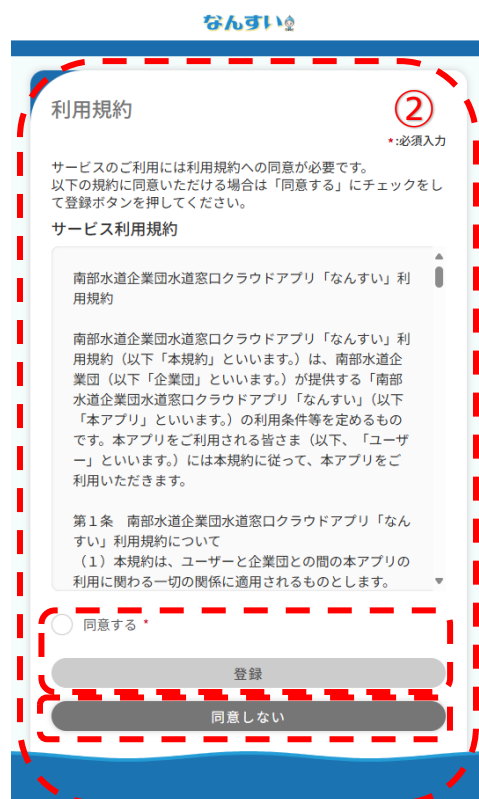 なんすい
利用規約
②
*:必須入力
サービスのご利用には利用規約への同意が必要です。
以下の規約に同意いただける場合は「同意する」にチェックをし
て登録ボタンを押してください。
サービス利用規約
南部水道企業団水道窓口クラウドアプリ「なんすい」利
用規約
南部水道企業団水道窓口クラウドアプリ「なんすい」利
用規約（以下「本規約」といいます。）は、南部水道企
業団（以下「企業団」といいます。）が提供する「南部
水道企業団水道窓口クラウドアプリ「なんすい」（以下
「本アプリ」といいます。）の利用条件等を定めるもの
です。本アプリをご利用される皆さま（以下、「ユーザ
ー」といいます。）には本規約に従って、本アプリをご
利用いただきます。
第１条　南部水道企業団水道窓口クラウドアプリ「なん
すい」利用規約について
（１）本規約は、ユーザーと企業団との間の本アプリの
利用に関わる一切の関係に適用されるものとします。
同意する *
登録
同意しない